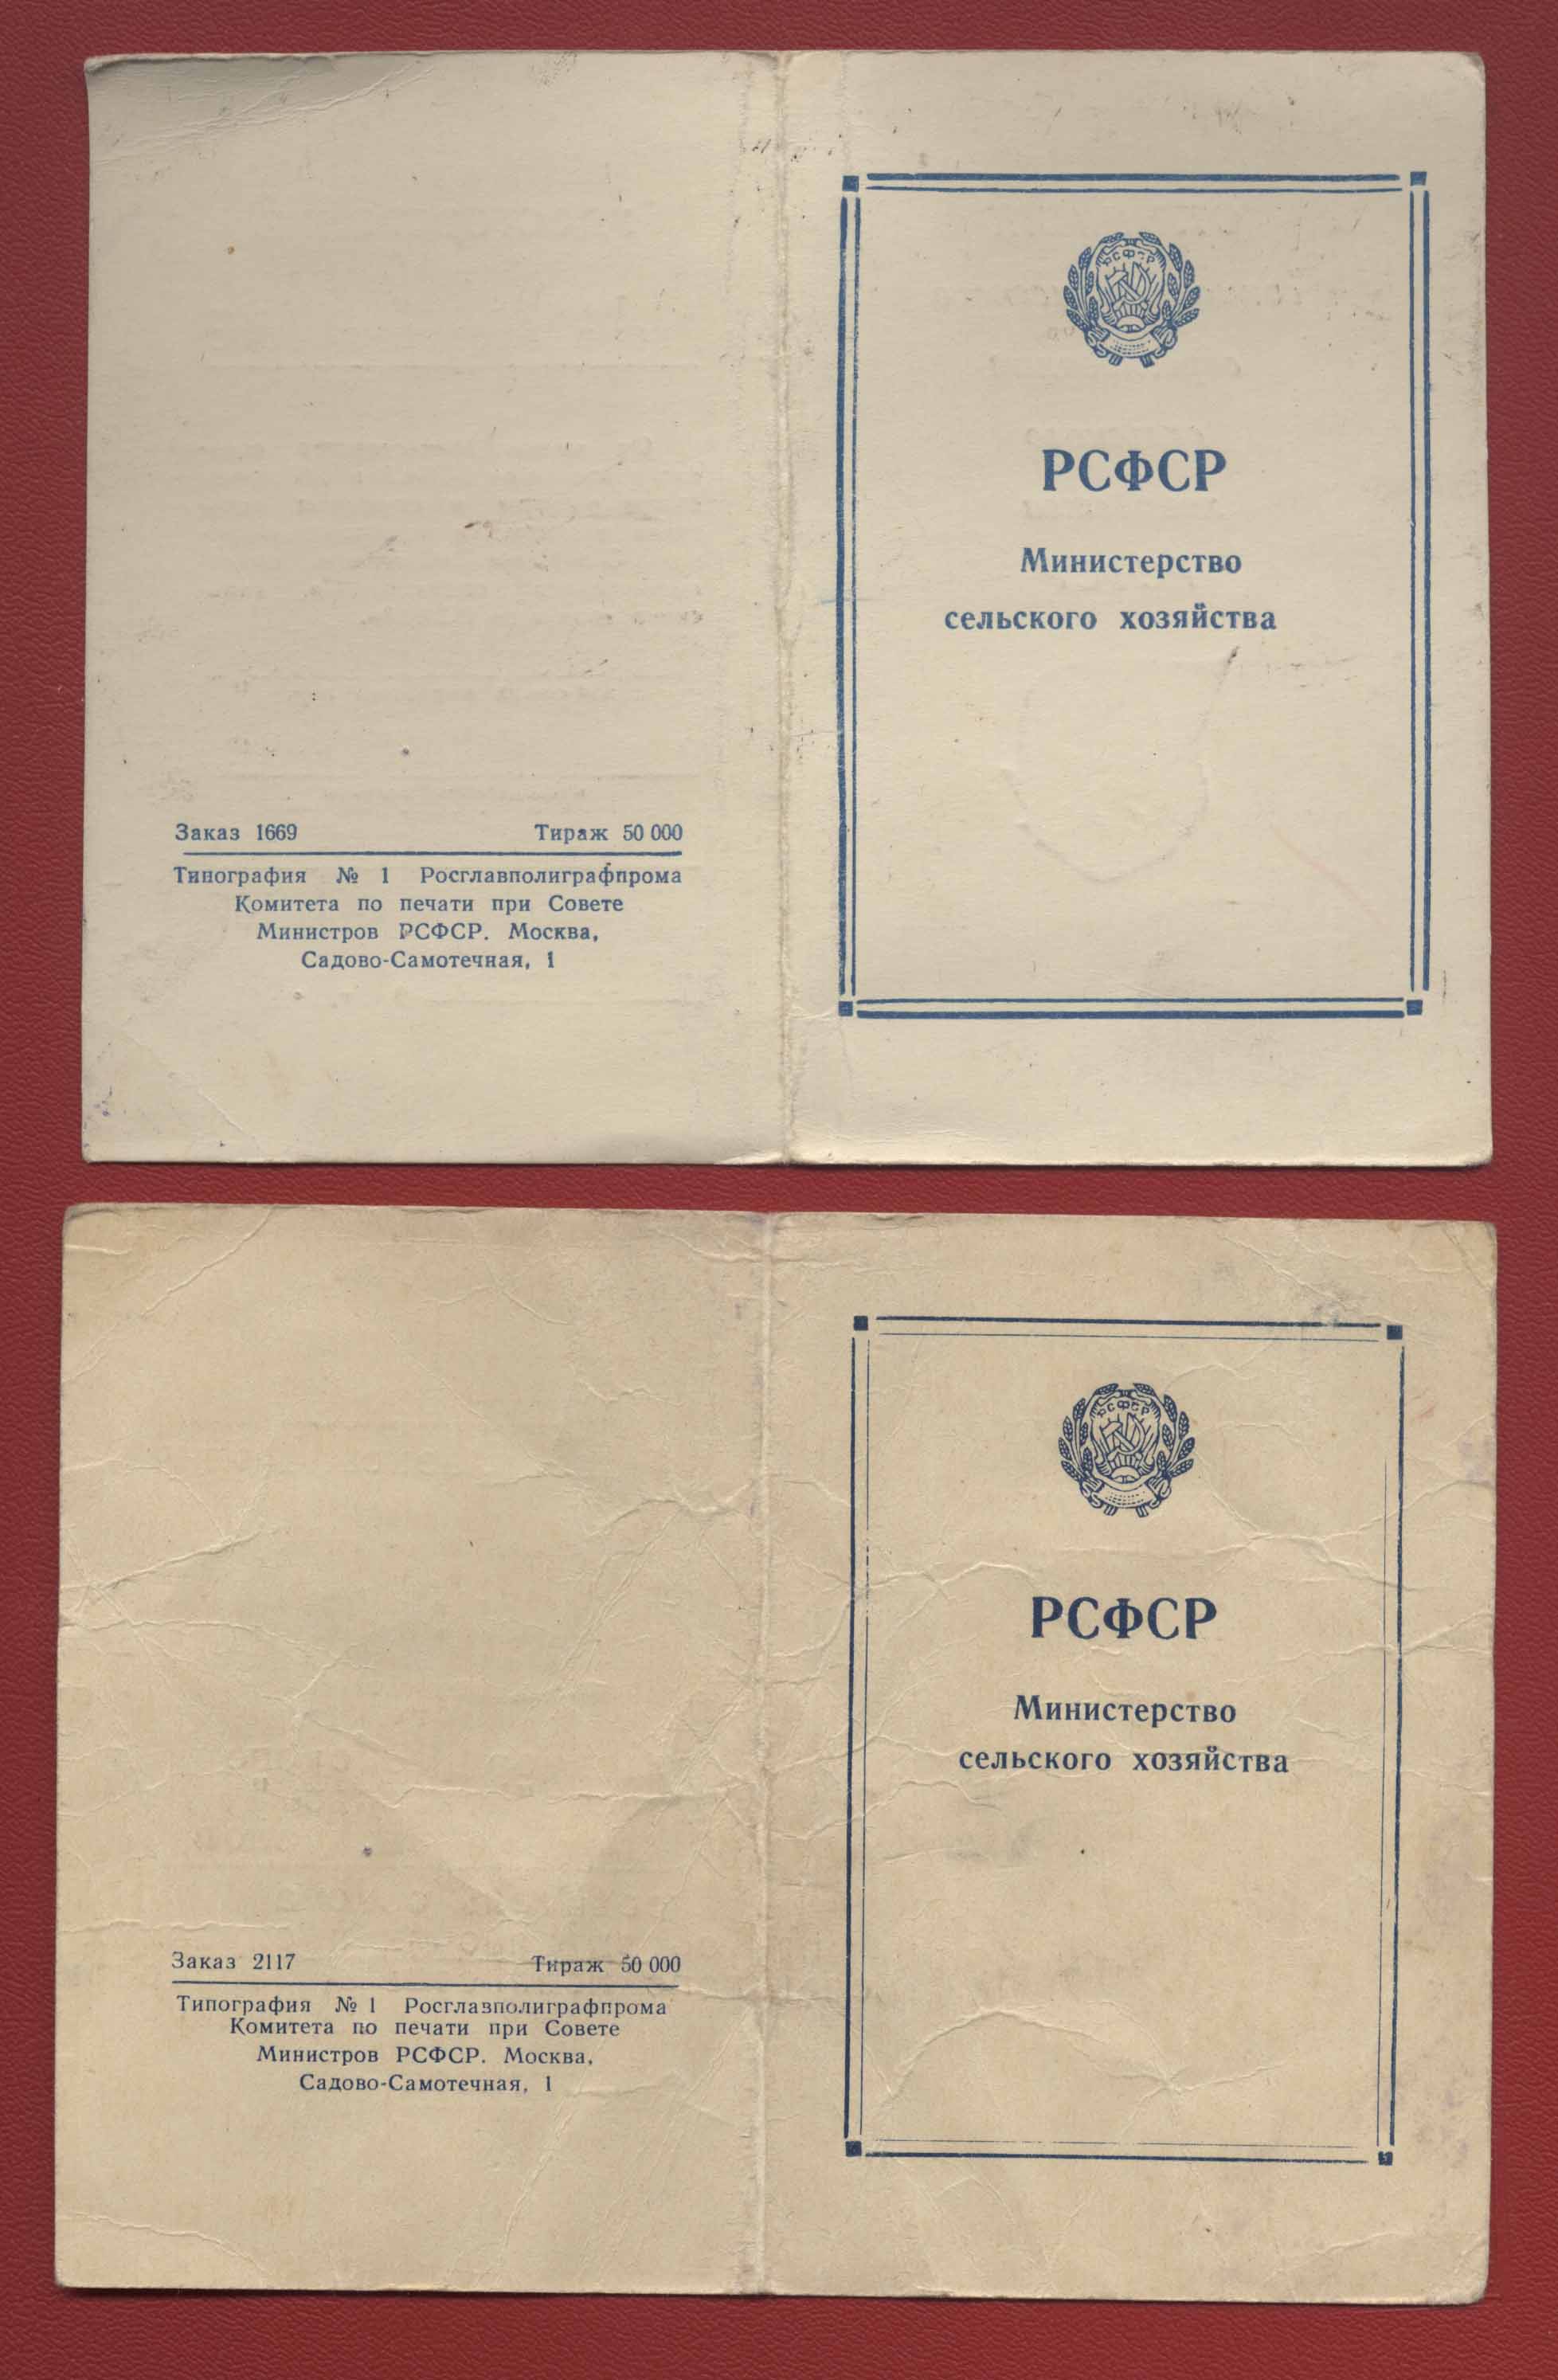 Заказ 1669 Тираж 50 000
Типография № 1 Росглавполиграфпрома
Комитета по печати при Совете
Министров РСФСР. Москва,
Садово-Самотечная, 1
РСФСР
РСФСР
Министерство
сельского хозяйства
Заказ 2117 Тираж 50 000
Типография № 1 Росглавполиграфпрома
Комитета по печати при Совете
Министров РСФСР. Москва,
Садово-Самотечная, 1
РСФСР
РСФСР
Министерство
сельского хозяйства